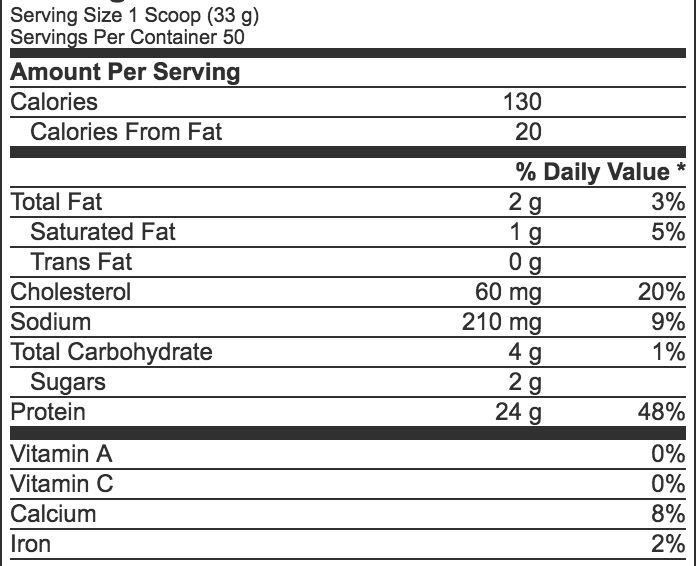 Serving Size 1 Scoop (33 g)
Servings Per Container 50
Amount Per Serving
Calories 130
Calories From Fat 20
% Daily Value *
Total Fat 2 g 3%
Saturated Fat 1 g 5%
Trans Fat 0 g
Cholesterol 60 mg 20%
Sodium 210 mg 9%
Total Carbohydrate 4 g 1%
Sugars 2 g
Protein 24 g 48%
Vitamin A 0%
Vitamin C 0%
Calcium 8%
Iron 2%